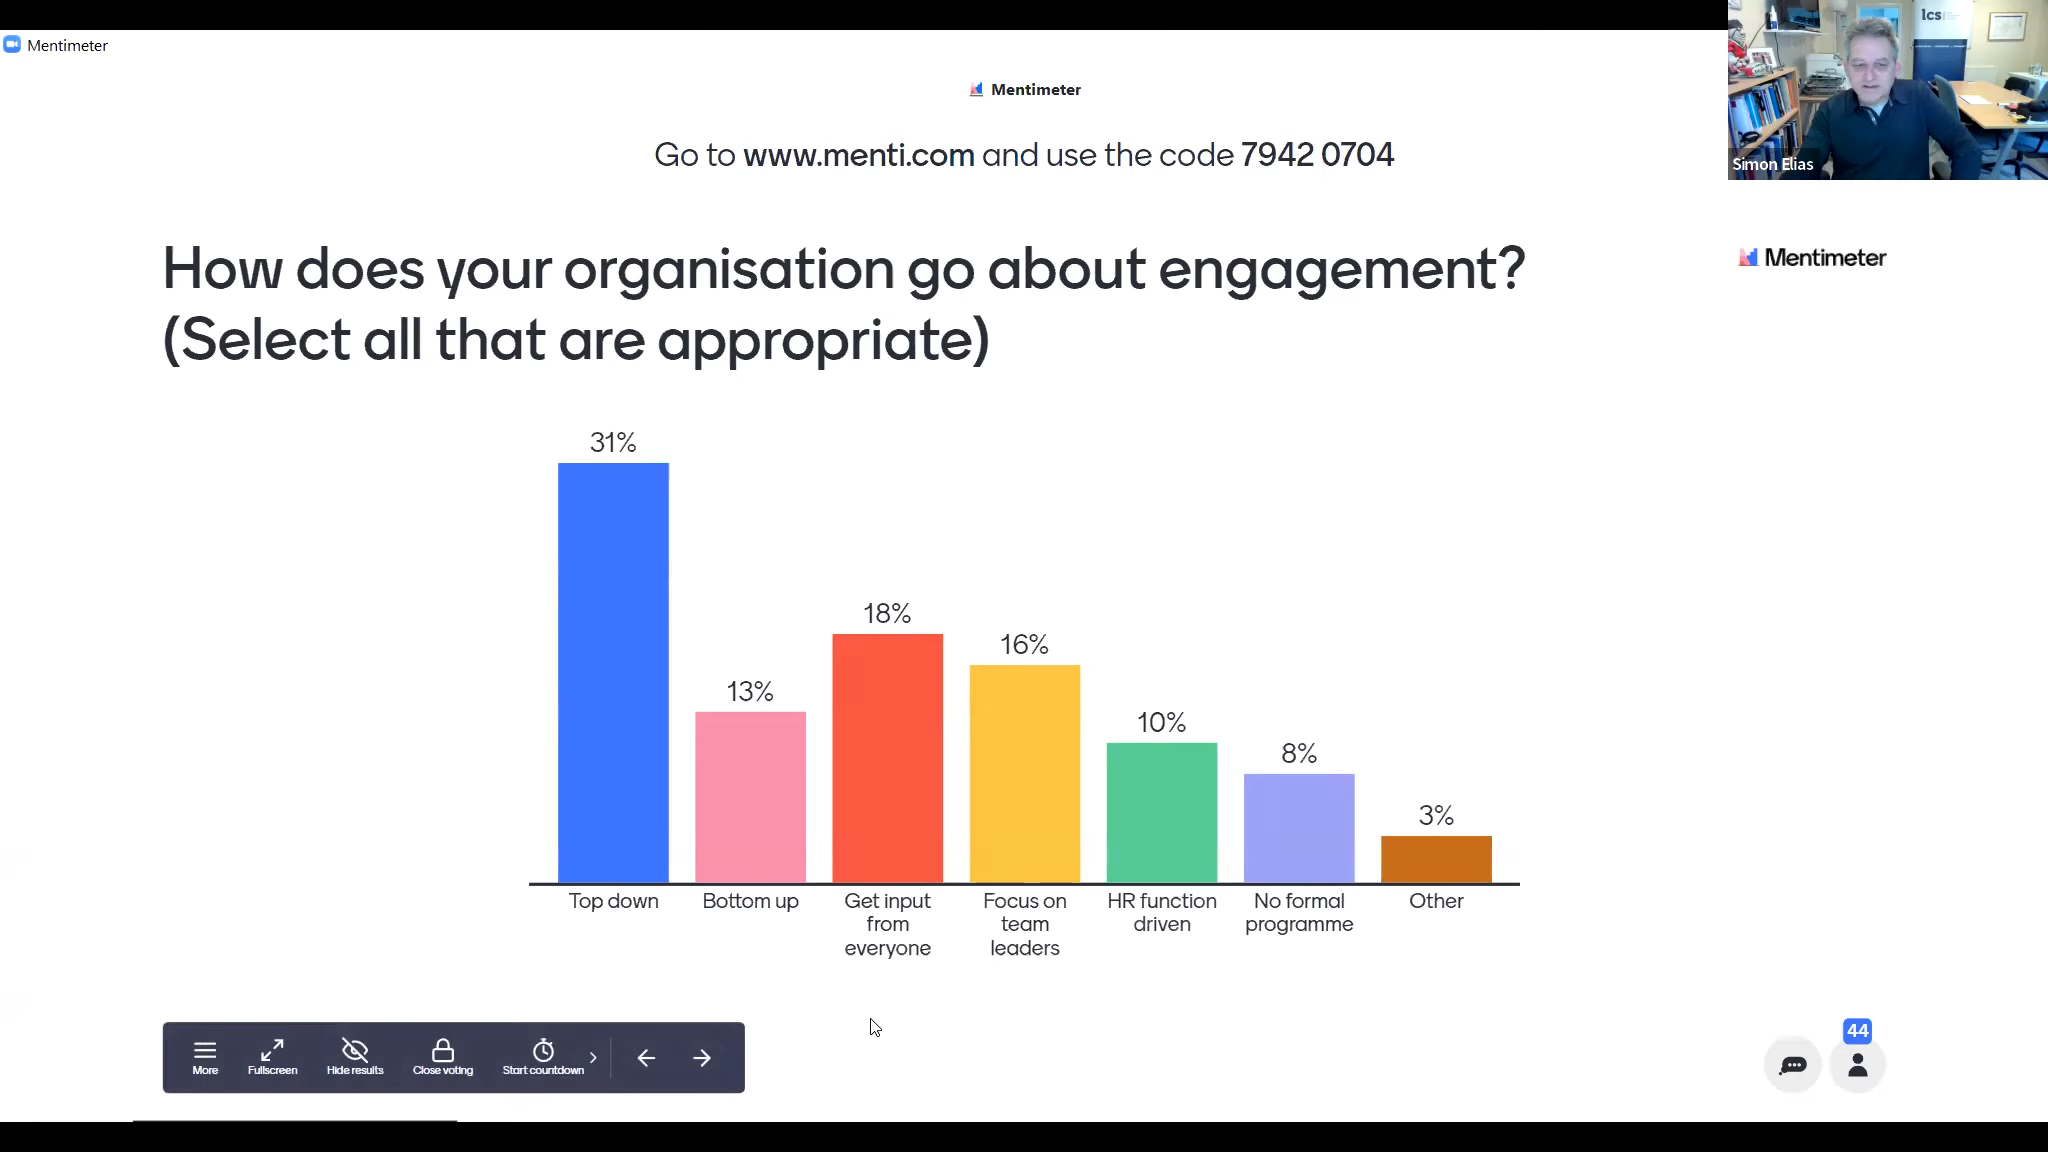 Mentimeter
lcs
Simon Elias
Mentimeter
Go to www.menti.com and use the code 7942 0704
How does your organisation go about engagement?
(Select all that are appropriate)
Mentimeter
31%
13%
18%
16%
10%
8%
3%
Top down
Bottom up
Get input
from
everyone
Focus on
team
leaders
HR function
driven
No formal
programme
Other
More
Fullscreen
Hide results
Close voting
Start countdown
44